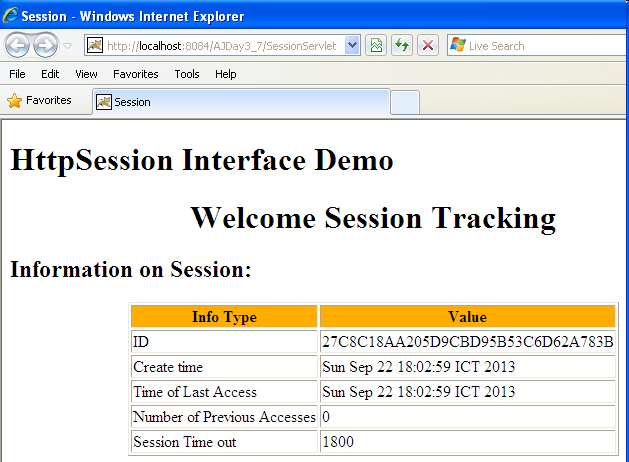 Session - Windows Internet Explorer
http://localhost:8084/AJDay3_7/SessionServlet Live Search
File Edit View Favorites Tools Help
Favorites Session
HttpSession Interface Demo
Welcome Session Tracking
Information on Session:
Info Type Value
ID 27C8C18AA205D9CBD95B53C6D62A783B
Create time Sun Sep 22 18:02:59 ICT 2013
Time of Last Access Sun Sep 22 18:02:59 ICT 2013
Number of Previous Accesses 0
Session Time out 1800